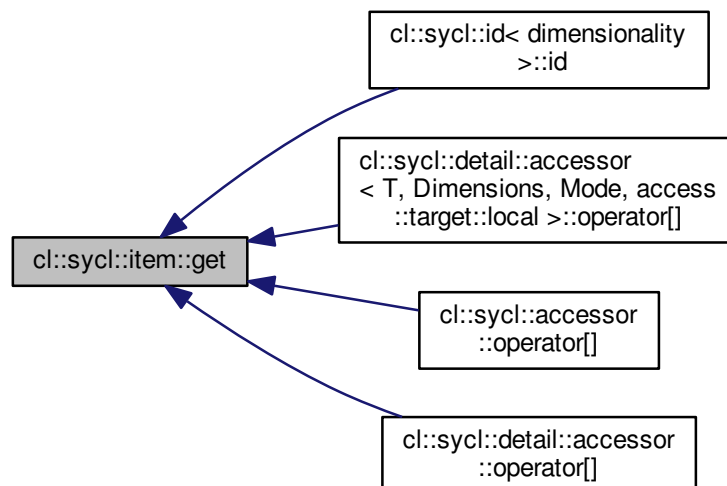 cl::sycl::id< dimensionality
>::id
cl::sycl::detail::accessor
< T, Dimensions, Mode, access
::target::local >::operator[]
cl::sycl::item::get
cl::sycl::accessor
::operator[]
cl::sycl::detail::accessor
::operator[]